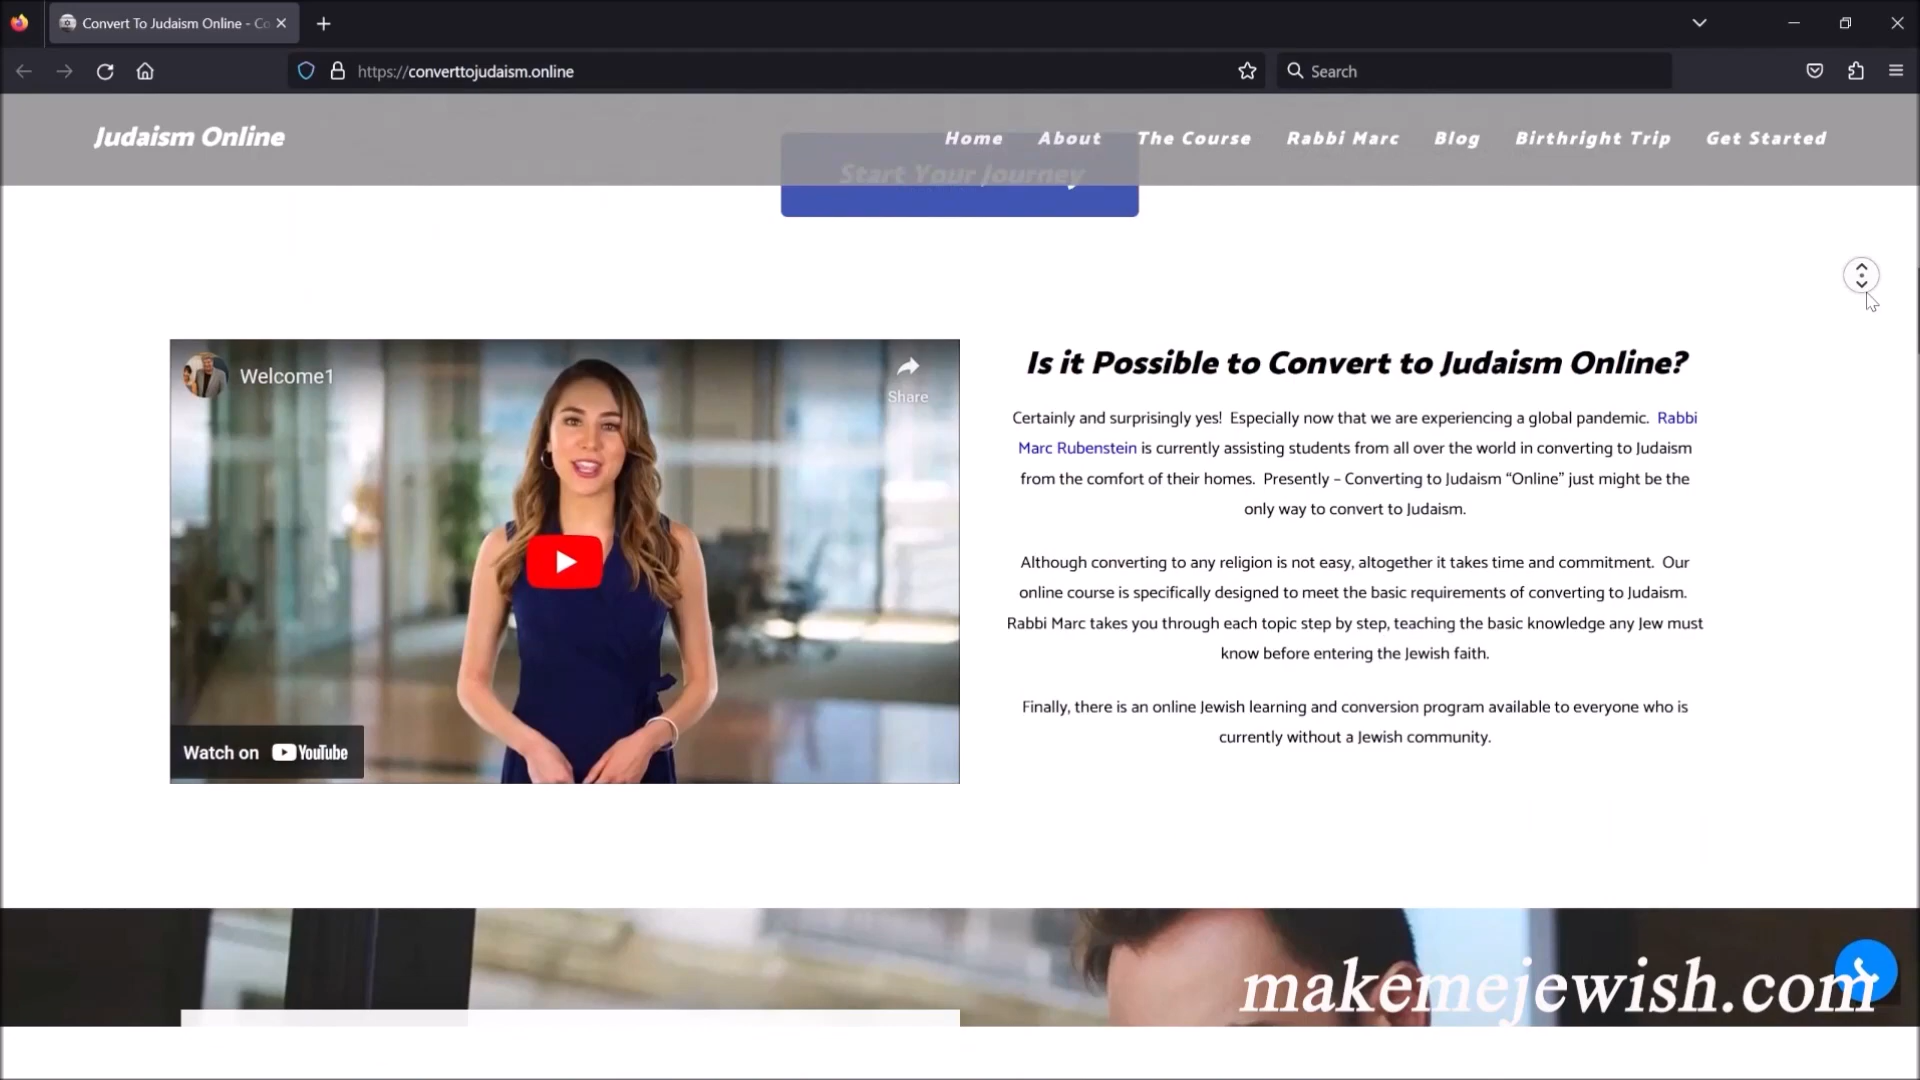 Convert To Judaism Online - Co
https://converttojudaism.online
Search
Judaism Online
Home About The Course Rabbi Marc Blog Birthright Trip Get Started
Start Your Journey
Welcome1
Share
Watch on YouTube
Is it Possible to Convert to Judaism Online?
Certainly and surprisingly yes! Especially now that we are experiencing a global pandemic. Rabbi
Marc Rubenstein is currently assisting students from all over the world in converting to Judaism
from the comfort of their homes. Presently – Converting to Judaism “Online” just might be the
only way to convert to Judaism.
Although converting to any religion is not easy, altogether it takes time and commitment. Our
online course is specifically designed to meet the basic requirements of converting to Judaism.
Rabbi Marc takes you through each topic step by step, teaching the basic knowledge any Jew must
know before entering the Jewish faith.
Finally, there is an online Jewish learning and conversion program available to everyone who is
currently without a Jewish community.
makemejewish.com